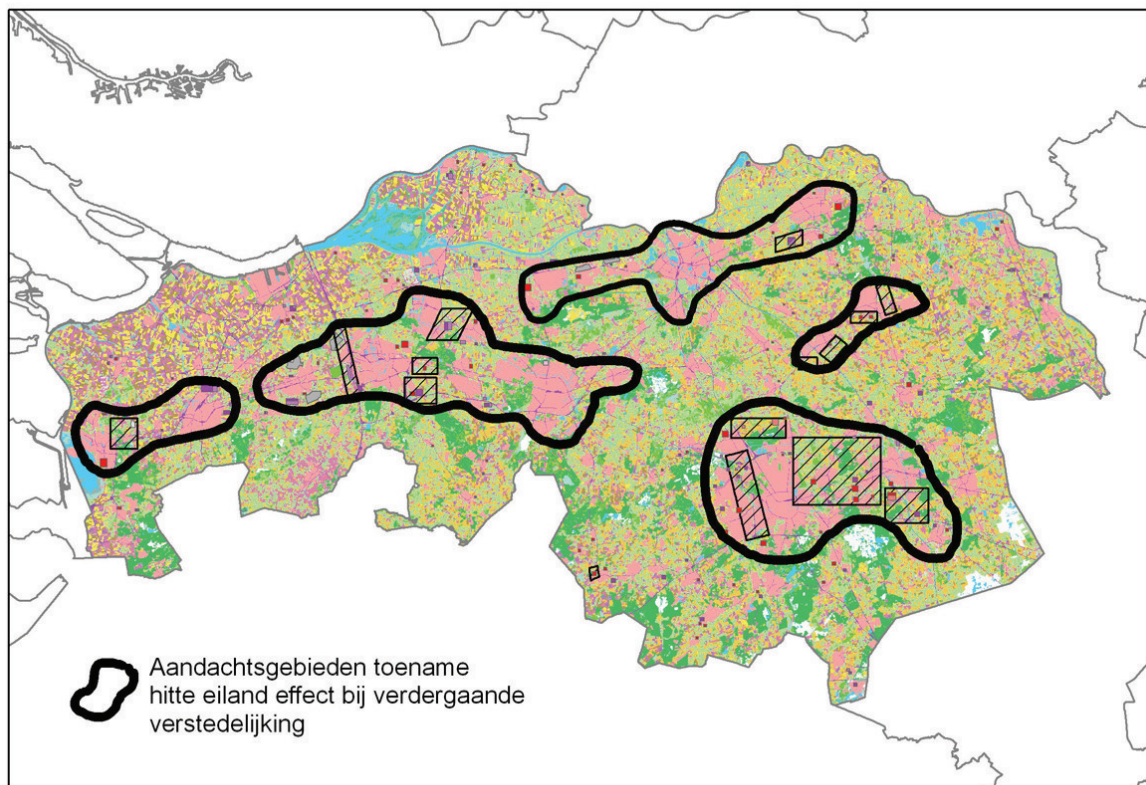 Aandachtsgebieden toename
hitte eiland effect bij verdergaande
verstedelijking